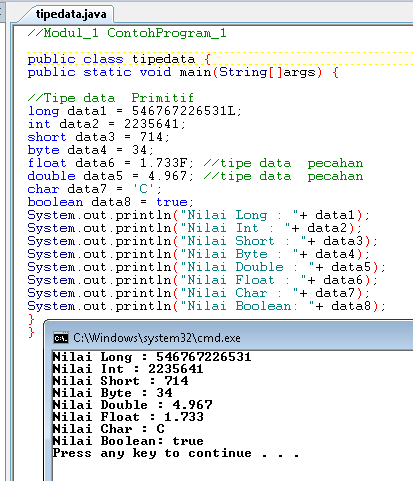 tipedata.java
//Modul_1 ContohProgram_1
public class tipedata {
public static void main(String[]args) {
//Tipe data  Primitif
long data1 = 546767226531L;
int data2 = 2235641;
short data3 = 714;
byte data4 = 34;
float data6 = 1.733F; //tipe data  pecahan
double data5 = 4.967; //tipe data  pecahan
char data7 = 'C';
boolean data8 = true;
System.out.println("Nilai Long : "+ data1);
System.out.println("Nilai Int : "+ data2);
System.out.println("Nilai Short : "+ data3);
System.out.println("Nilai Byte : "+ data4);
System.out.println("Nilai Double : "+ data5);
System.out.println("Nilai Float : "+ data6);
System.out.println("Nilai Char : "+ data7);
System.out.println("Nilai Boolean: "+ data8);
}
}
C:\Windows\system32\cmd.exe
Nilai Long : 546767226531
Nilai Int : 2235641
Nilai Short : 714
Nilai Byte : 34
Nilai Double : 4.967
Nilai Float : 1.733
Nilai Char : C
Nilai Boolean: true
Press any key to continue . . .